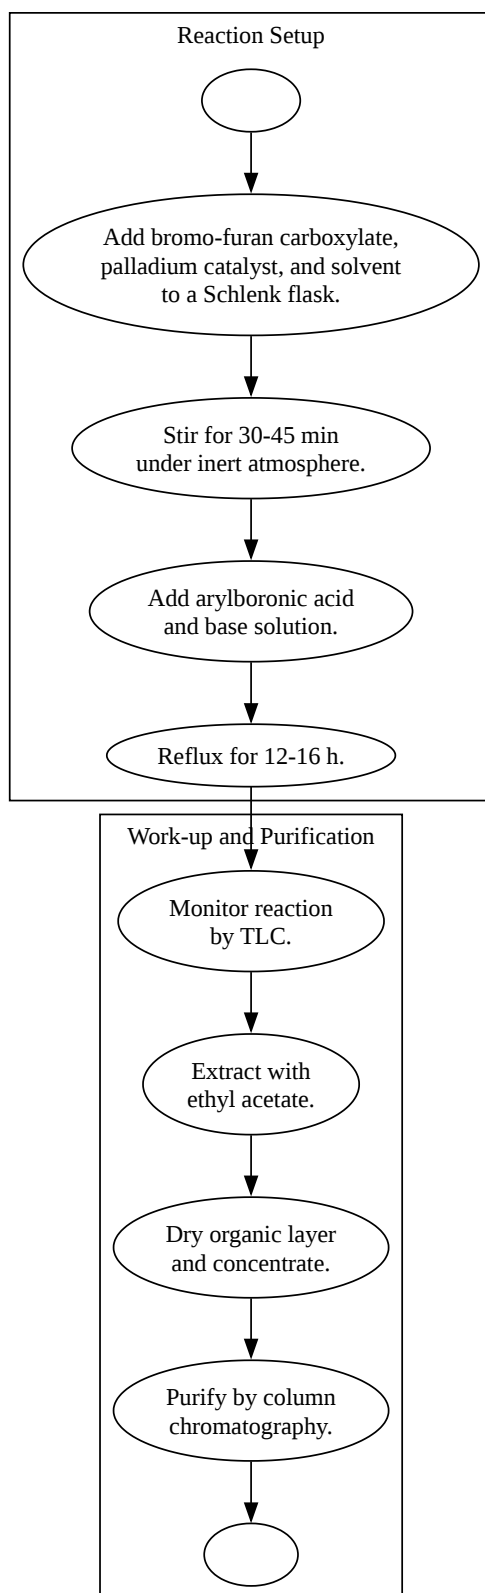 Reaction Setup
Add bromo-furan carboxylate,
palladium catalyst, and solvent
to a Schlenk flask.
Stir for 30-45 min
under inert atmosphere.
Add arylboronic acid
and base solution.
Reflux for 12-16 h.
Work-up and Purification
Monitor reaction
by TLC.
Extract with
ethyl acetate.
Dry organic layer
and concentrate.
Purify by column
chromatography.